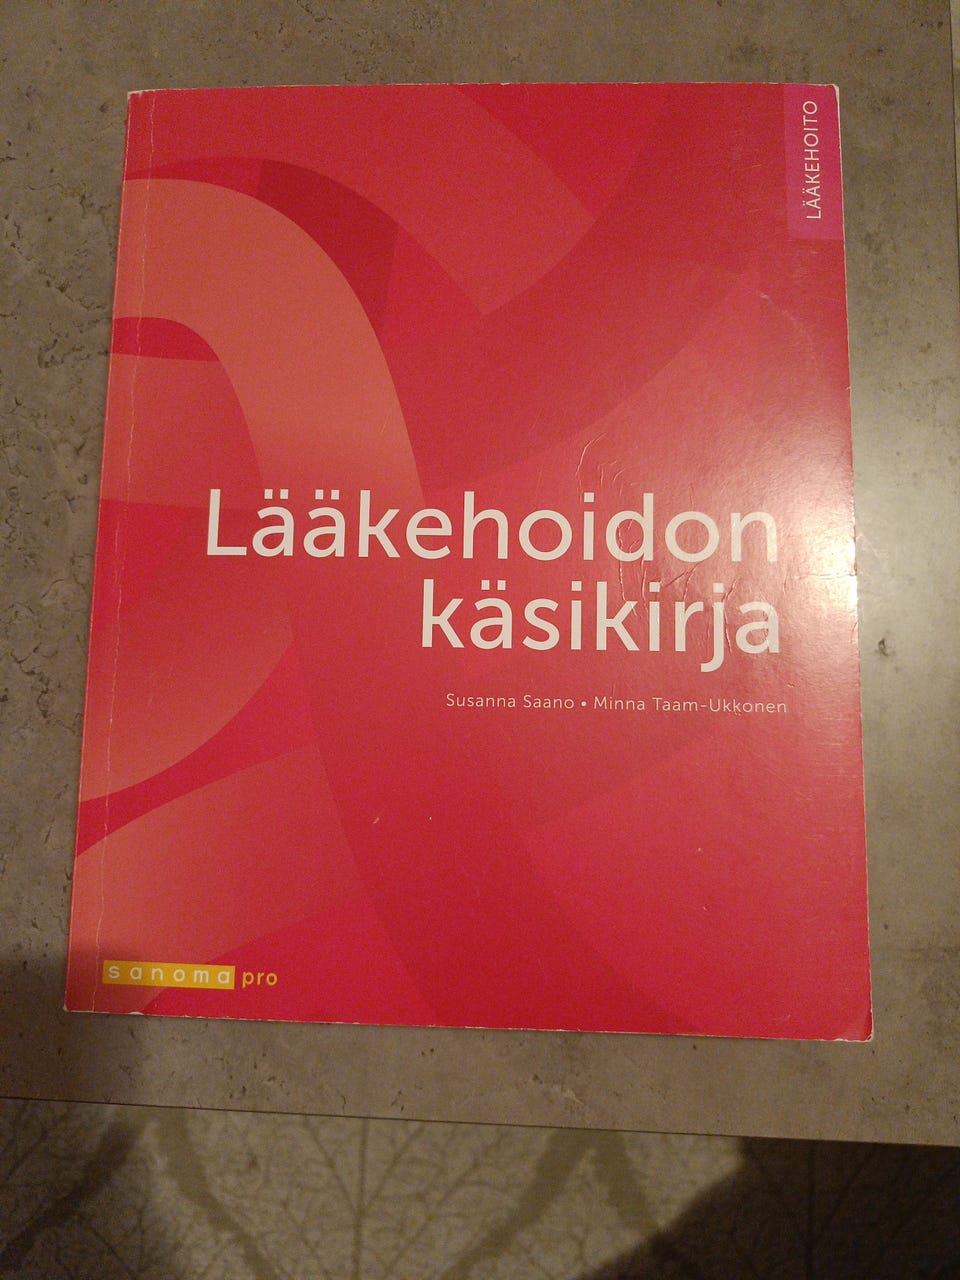 LÄÄKEHOITO
Lääkehoidon
käsikirja
Susanna Saano • Minna Taam-Ukkonen
sanoma pro